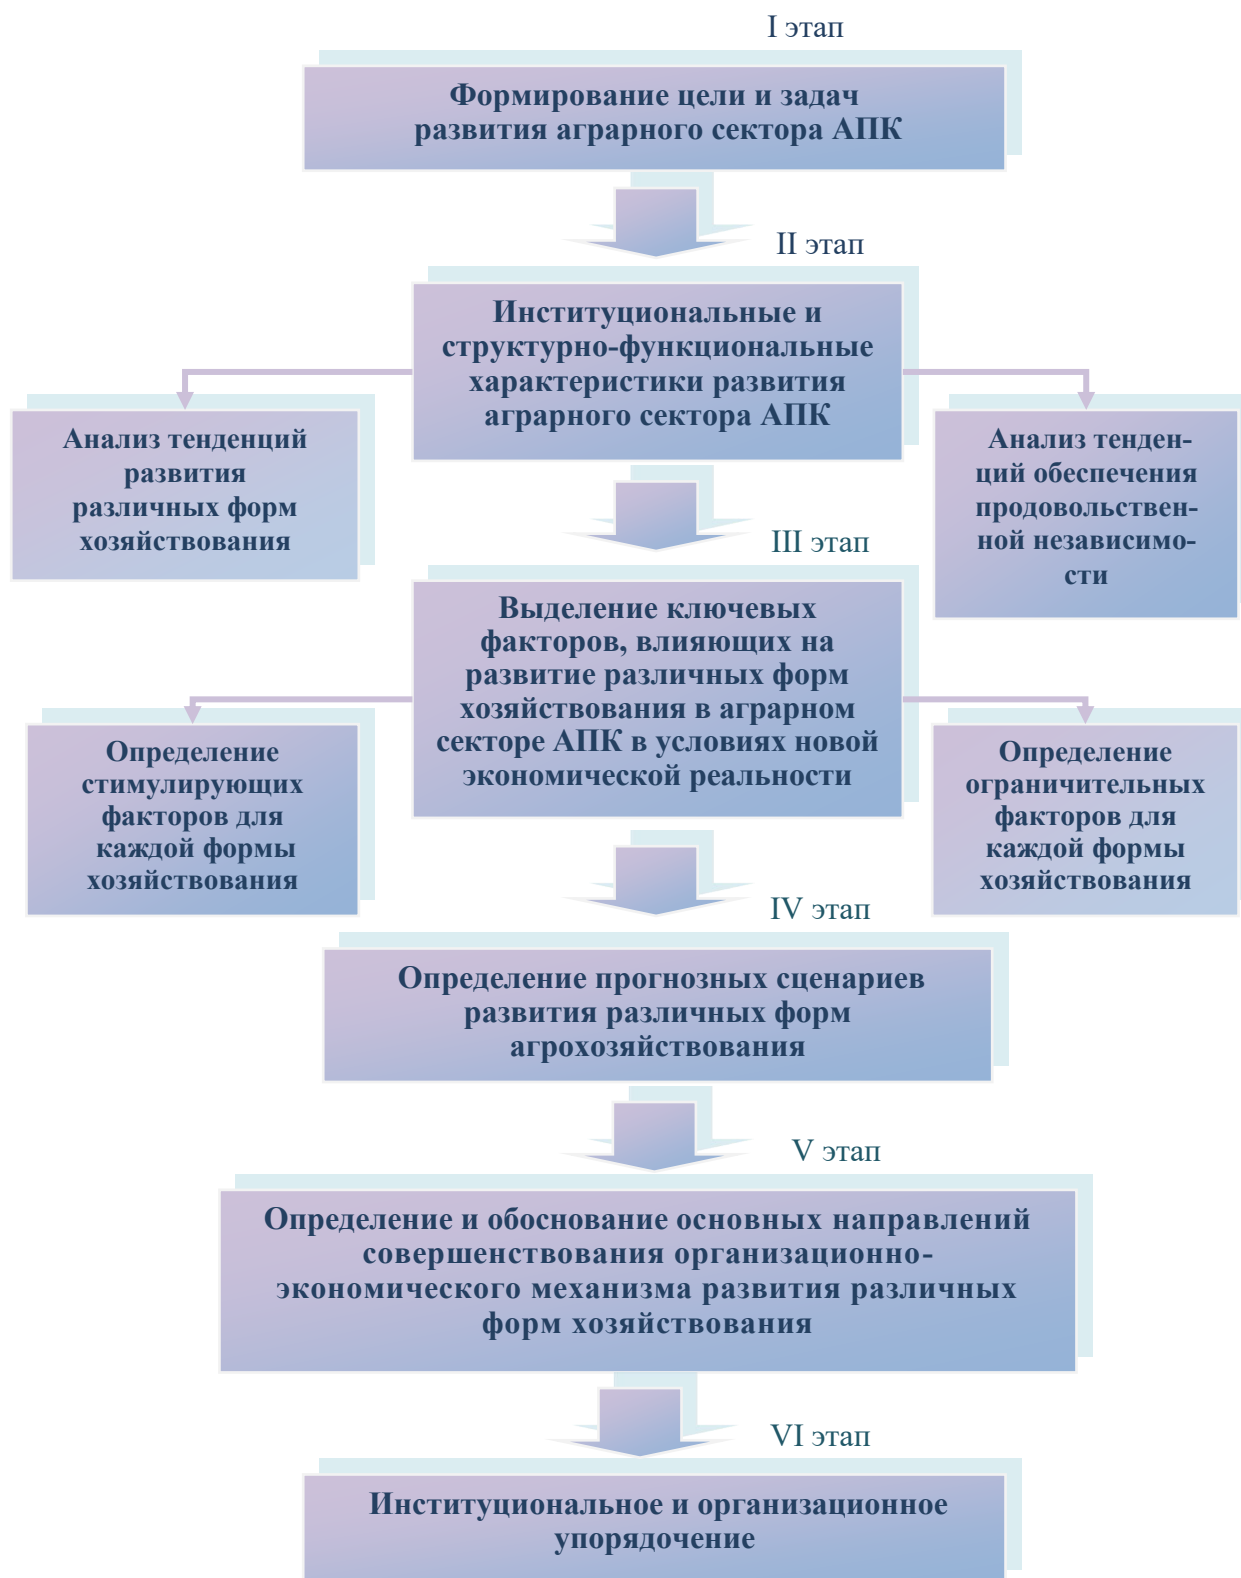 I этап
Формирование цели и задач
развития аграрного сектора АПК
II этап
Институциональные и
структурно-функциональные
характеристики развития
аграрного сектора АПК
Анализ тенденций
развития
различных форм
хозяйствования
Анализ тенден-
ций обеспечения
продовольствен-
ной независимо-
сти
III этап
Выделение ключевых
факторов, влияющих на
развитие различных форм
хозяйствования в аграрном
секторе АПК в условиях новой
экономической реальности
Определение
стимулирующих
факторов для
каждой формы
хозяйствования
Определение
ограничительных
факторов для
каждой формы
хозяйствования
IV этап
Определение прогнозных сценариев
развития различных форм
агрохозяйствования
V этап
Определение и обоснование основных направлений
совершенствования организационно-
экономического механизма развития различных
форм хозяйствования
VI этап
Институциональное и организационное
упорядочение